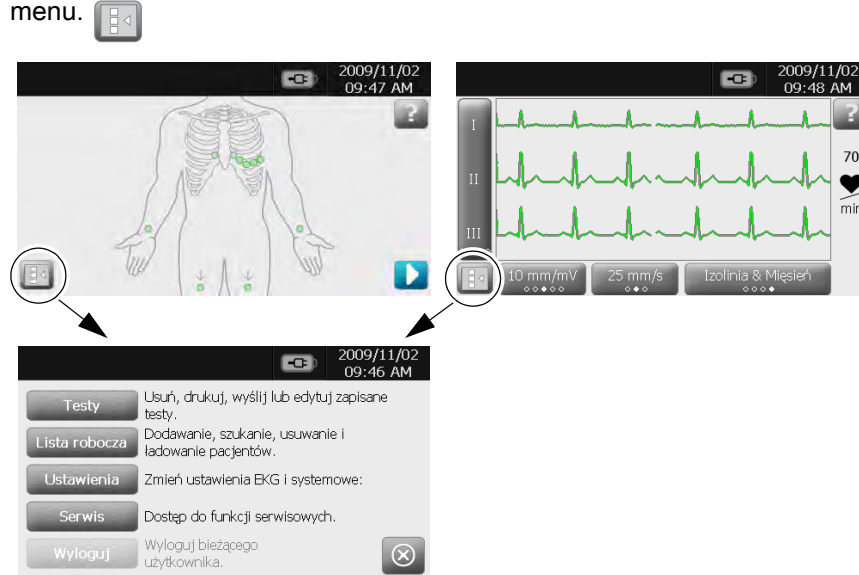 menu.
2009/11/02
09:47 AM
?
2009/11/02
09:48 AM
?
I
II
III
70
min
10 mm/mV
25 mm/s
Izolinia & Mięsień
2009/11/02
09:46 AM
Testy
Usuń, drukuj, wyślij lub edytuj zapisane
testy.
Lista robocza
Dodawanie, szukanie, usuwanie i
ładowanie pacjentów.
Ustawienia
Zmień ustawienia EKG i systemowe:
Serwis
Dostęp do funkcji serwisowych.
Wyloguj
Wyloguj bieżącego
użytkownika.